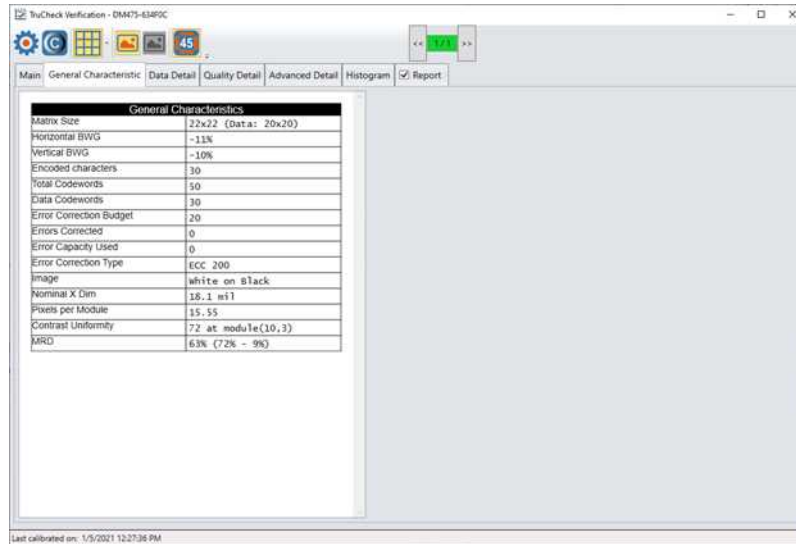 TruCheck Verification - DM475-634F0C
45
<< 1/1 >>
Main General Characteristic Data Detail Quality Detail Advanced Detail Histogram Report
General Characteristics
Matrix Size 22x22 (Data: 20x20)
Horizontal BWG -11%
Vertical BWG -10%
Encoded characters 30
Total Codewords 50
Data Codewords 30
Error Correction Budget 20
Errors Corrected 0
Error Capacity Used 0
Error Correction Type ECC 200
Image White on Black
Nominal X Dim 18.1 mil
Pixels per Module 15.55
Contrast Uniformity 72 at module(10,3)
MRD 63% (72% - 9%)
Last calibrated on: 1/5/2021 12:27:36 PM